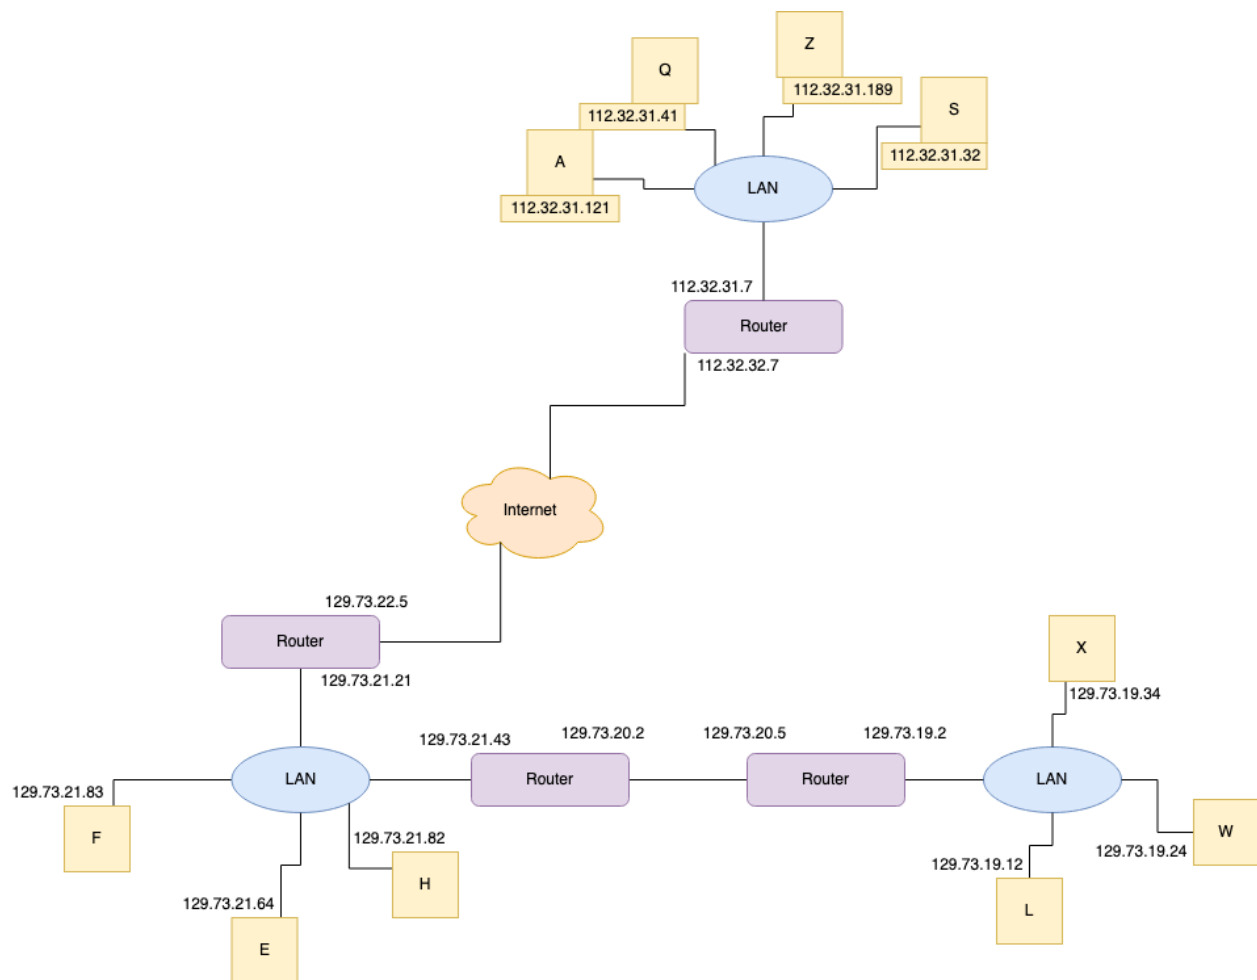 Z
112.32.31.189
Q
112.32.31.41
S
112.32.31.32
A
112.32.31.121
LAN
112.32.31.7
Router
112.32.32.7
Internet
129.73.22.5
Router
129.73.21.21
X
129.73.19.34
129.73.21.43
129.73.20.2
129.73.20.5
129.73.19.2
LAN
Router
Router
LAN
129.73.21.83
F
129.73.21.82
H
129.73.21.64
E
W
129.73.19.24
129.73.19.12
L